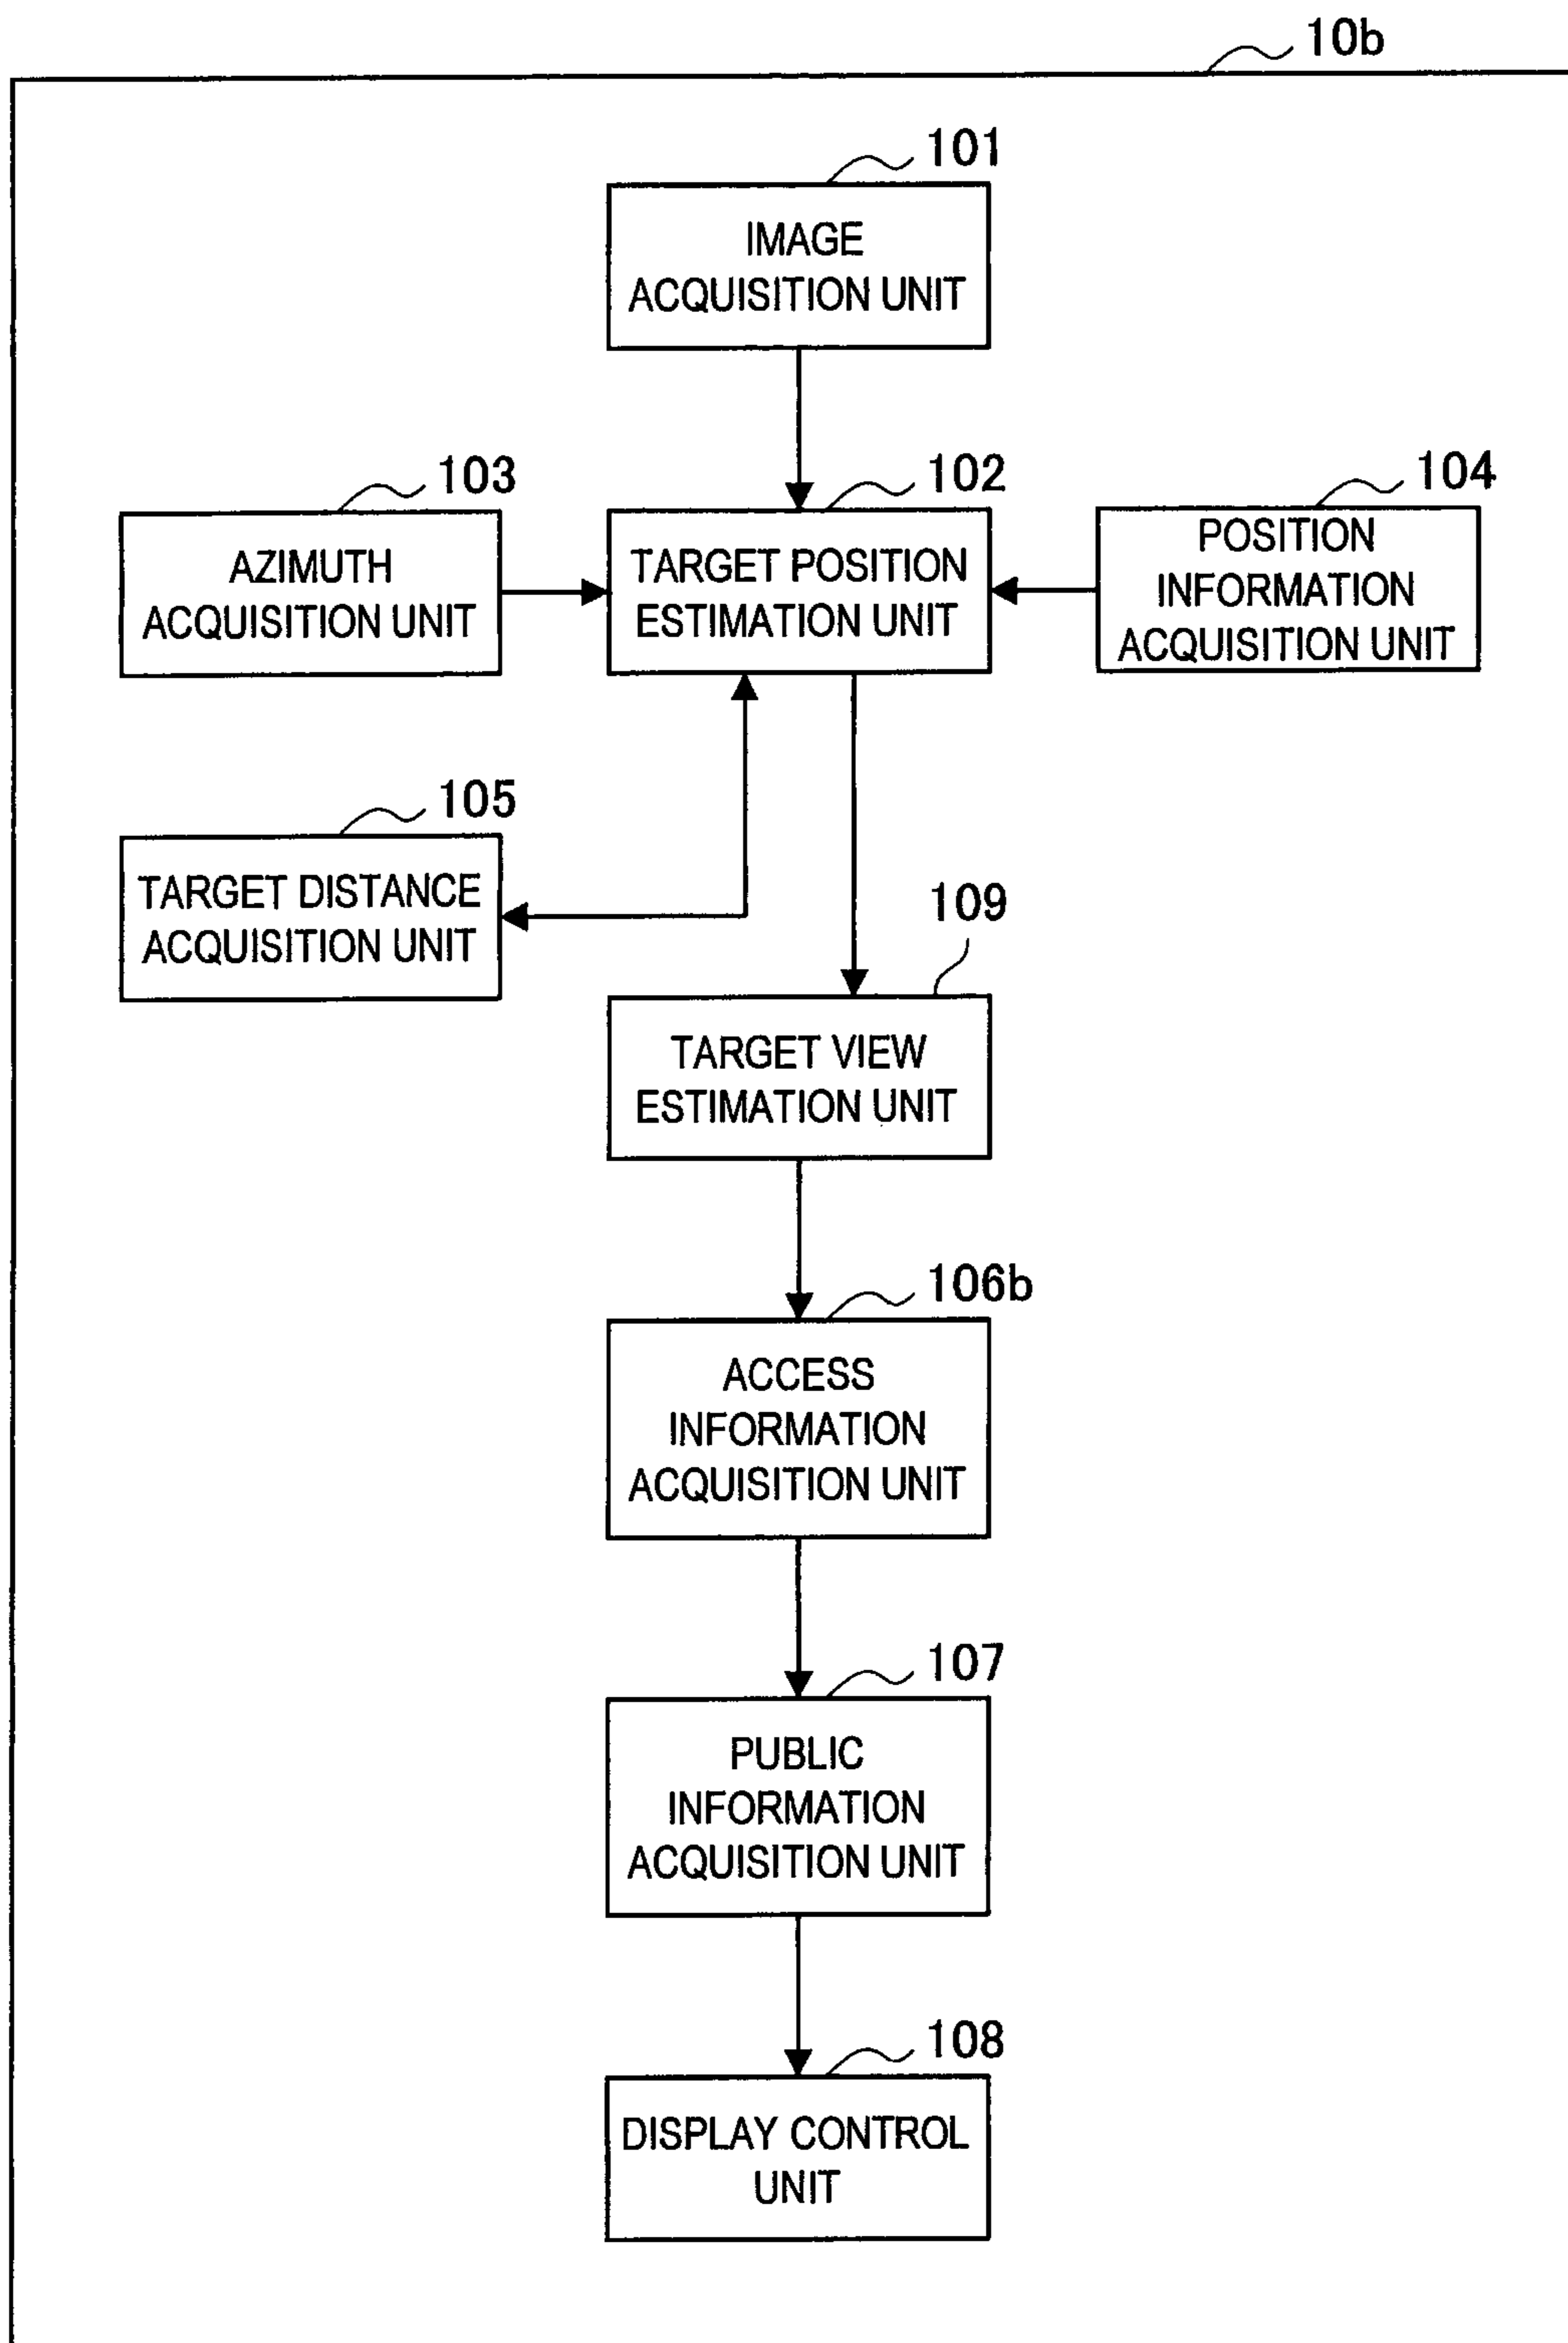 10b
101
IMAGE
ACQUISITION UNIT
103
102
104
AZIMUTH
ACQUISITION UNIT
TARGET POSITION
ESTIMATION UNIT
POSITION
INFORMATION
ACQUISITION UNIT
105
TARGET DISTANCE
ACQUISITION UNIT
109
TARGET VIEW
ESTIMATION UNIT
106b
ACCESS
INFORMATION
ACQUISITION UNIT
107
PUBLIC
INFORMATION
ACQUISITION UNIT
108
DISPLAY CONTROL
UNIT